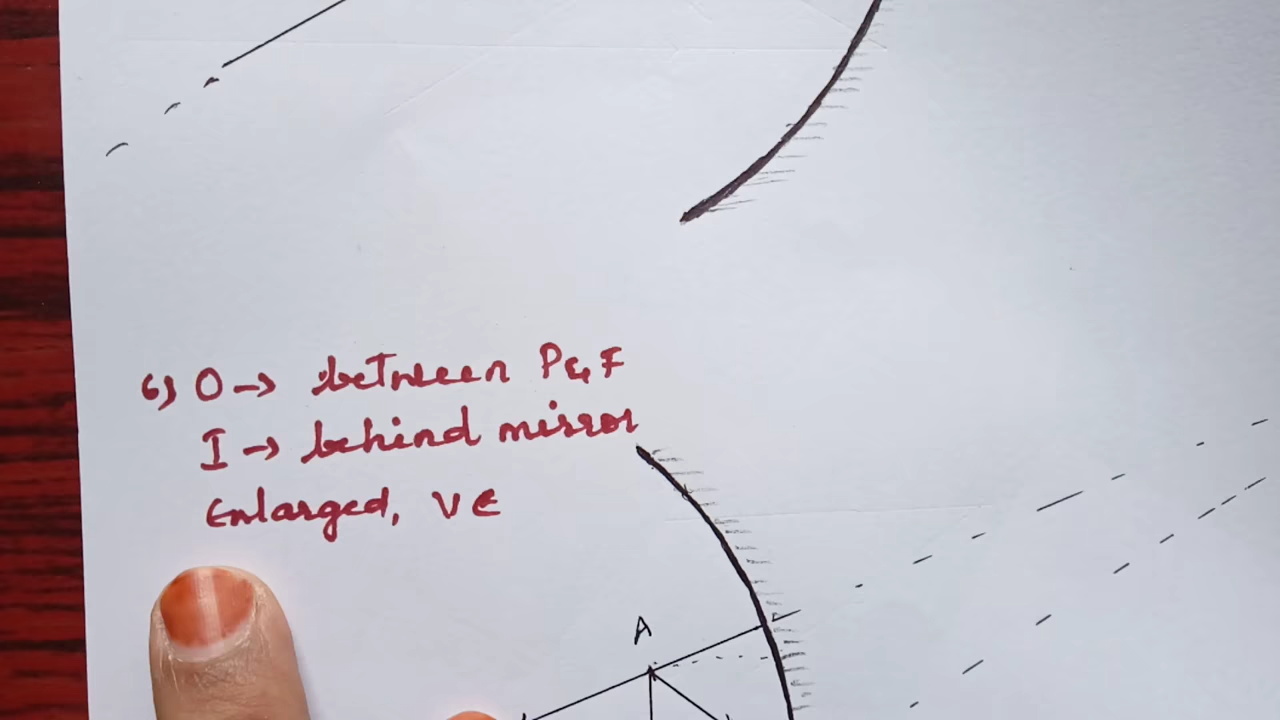 6) O → between P & F
I → behind mirror
Enlarged, VE
A